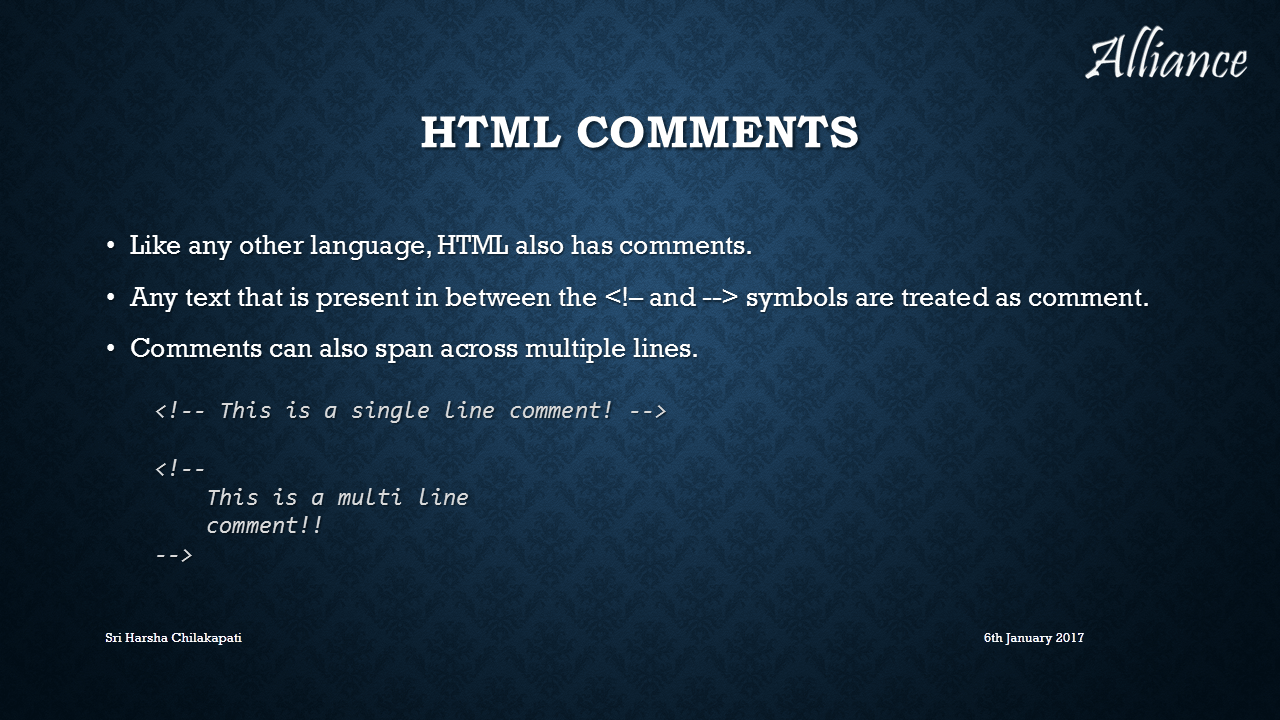 Alliance
HTML COMMENTS
• Like any other language, HTML also has comments.
• Any text that is present in between the <!– and --> symbols are treated as comment.
• Comments can also span across multiple lines.
<!-- This is a single line comment! -->
<!--
This is a multi line
comment!!
-->
Sri Harsha Chilakapati
6th January 2017